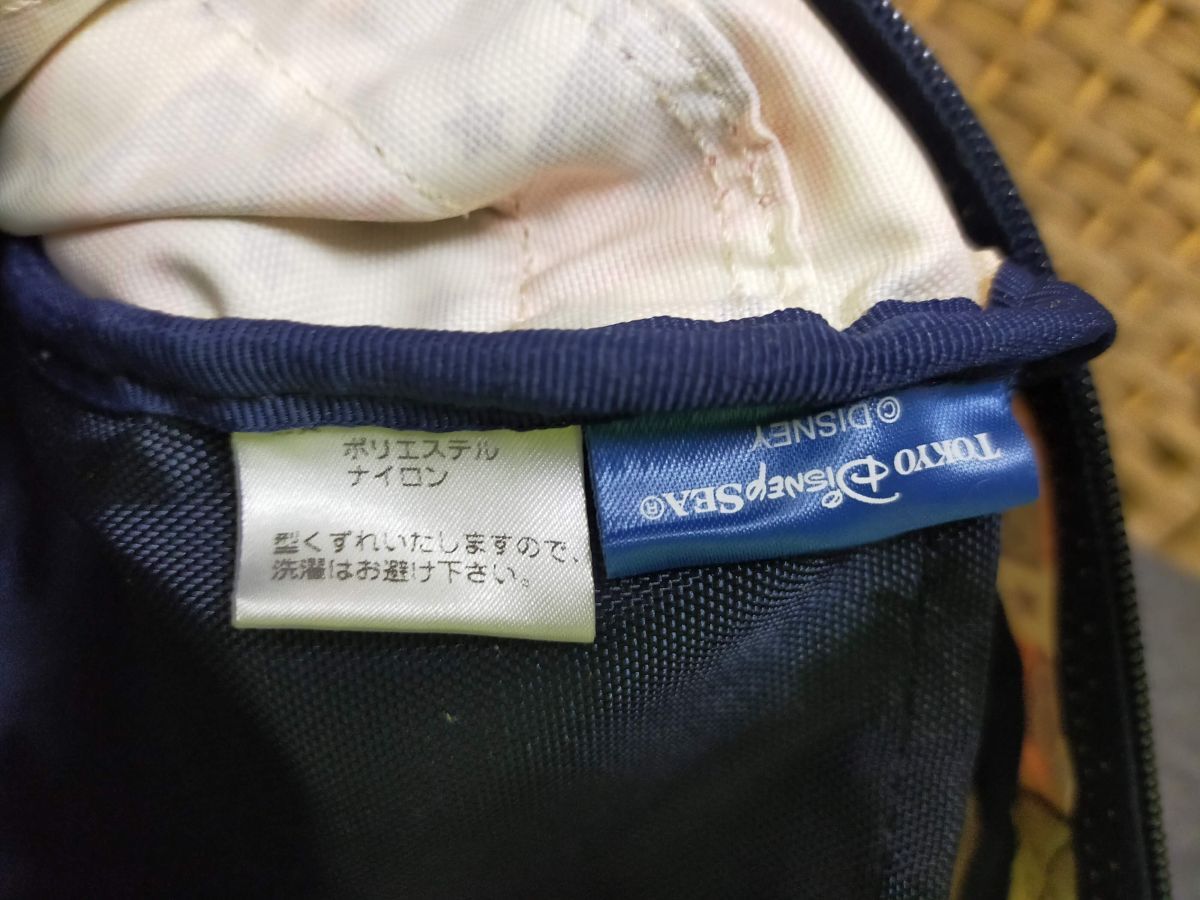 ポリエステル
ナイロン
型くずれいたしますので、
洗濯はお避け下さい。
TOKYO DISNEYSEA®
©DISNEY